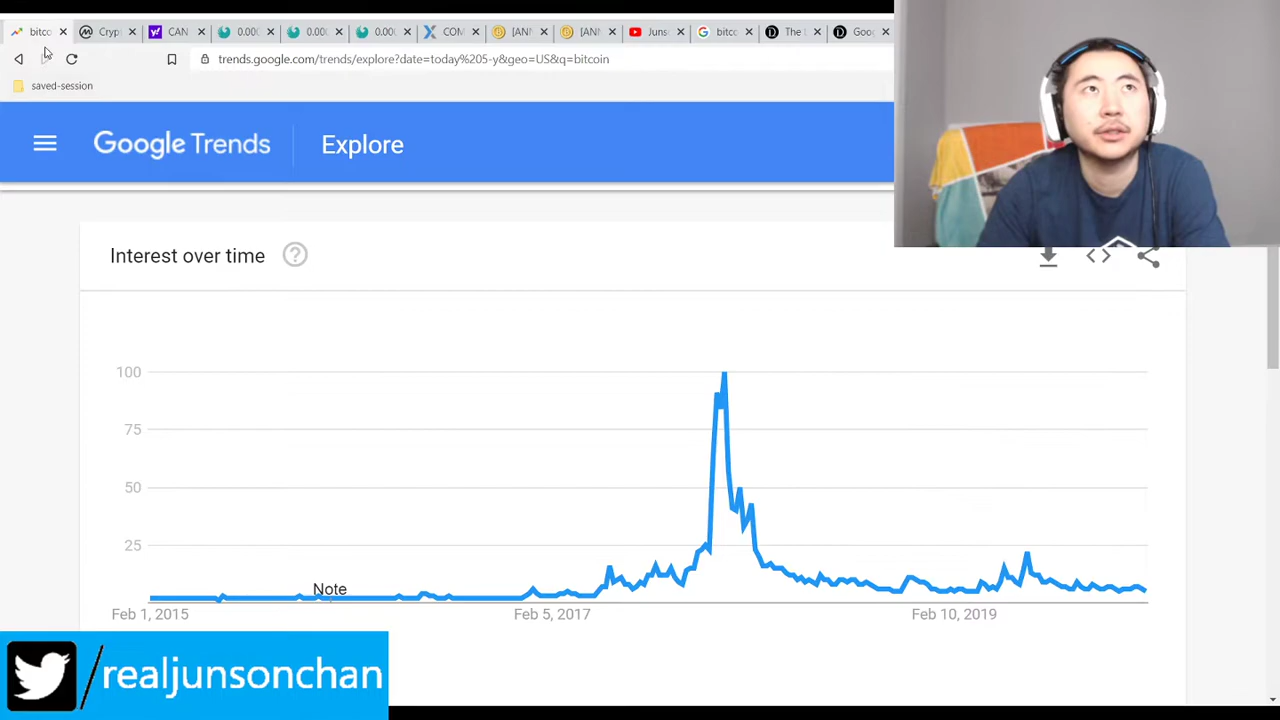 bitco
Cryp
CAN
0.00(
0.00(
0.00(
COM
[ANN
[ANN
Juns
bitco
The
Goo
trends.google.com/trends/explore?date=today%205-y&geo=US&q=bitcoin
saved-session
Google Trends
Explore
Interest over time
100
75
50
25
Note
Feb 1, 2015
Feb 5, 2017
Feb 10, 2019
/realjunsonchan